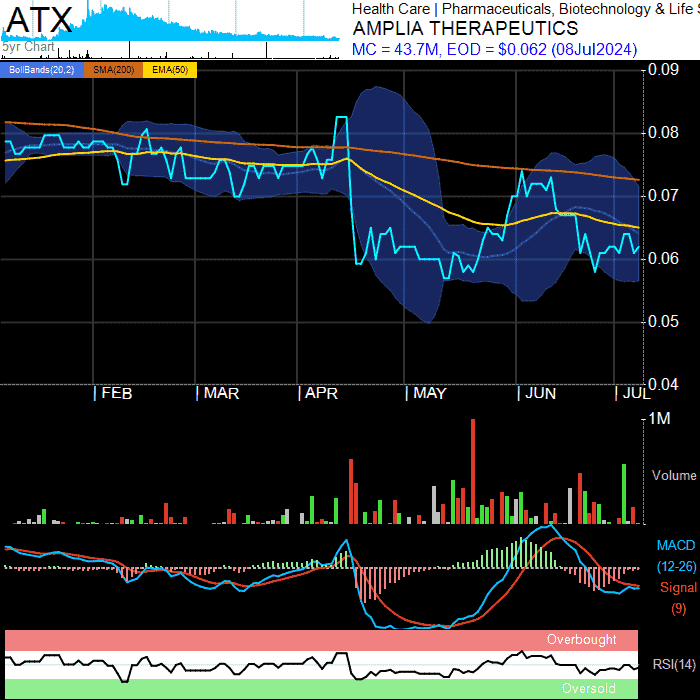 ATX
5yr Chart
Health Care | Pharmaceuticals, Biotechnology & Life S
AMPLIA THERAPEUTICS
MC = 43.7M, EOD = $0.062 (08Jul2024)
BollBands(20,2) SMA(200) EMA(50)
0.09
0.08
0.07
0.06
0.05
0.04
| FEB | MAR | APR | MAY | JUN | JUL
1M
Volume
MACD
(12-26)
Signal
(9)
Overbought
RSI(14)
Oversold